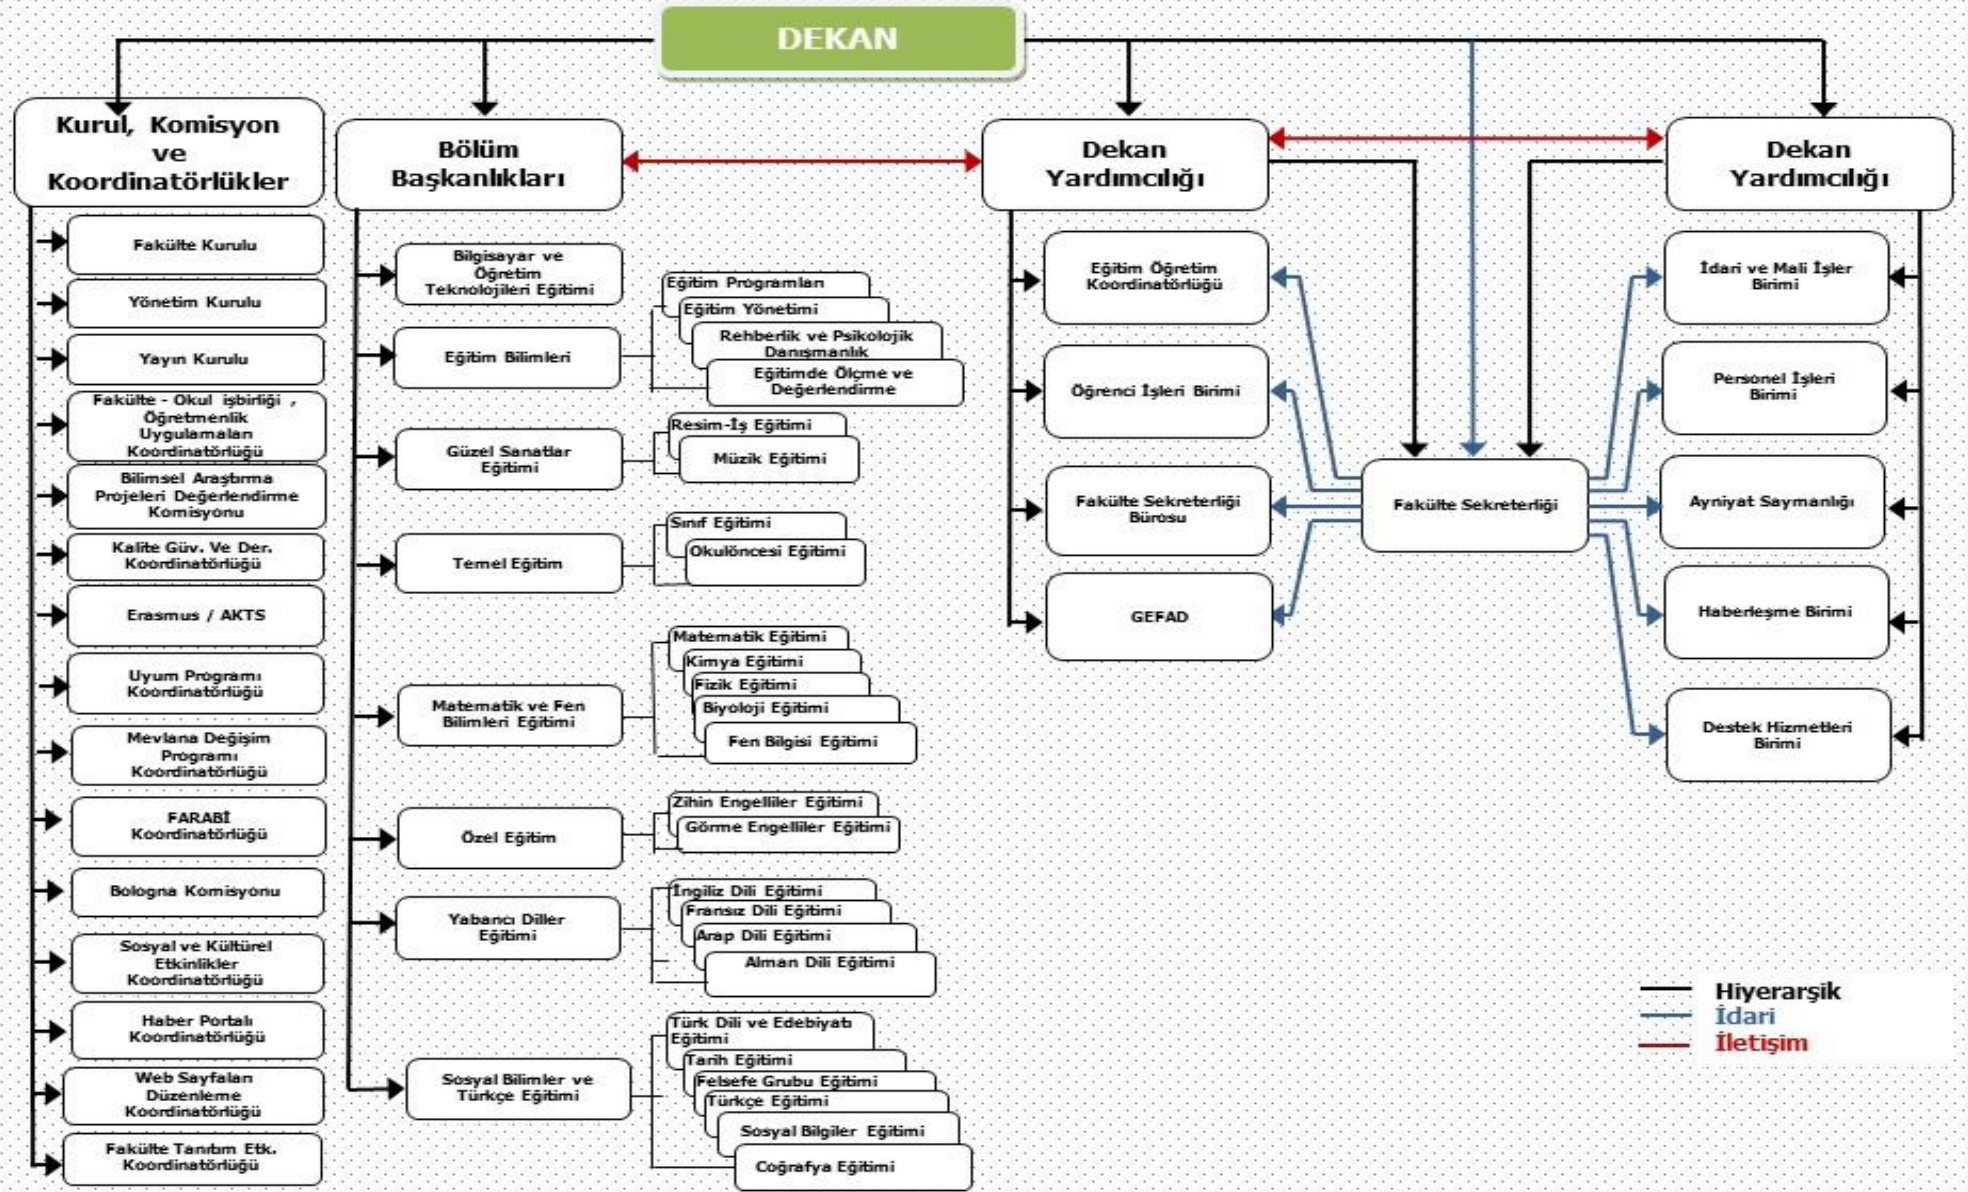 DEKAN
Kurul, Komisyon
ve
Koordinatörlükler
Fakülte Kurulu
Yönetim Kurulu
Yayın Kurulu
Fakülte - Okul işbirliği ,
Öğretmenlik
Uygulamaları
Koordinatörlüğü
Bilimsel Araştırma
Projeleri Değerlendirme
Komisyonu
Kalite Güv. Ve Der.
Koordinatörlüğü
Erasmus / AKTS
Uyum Programı
Koordinatörlüğü
Mevlana Değişim
Programı
Koordinatörlüğü
FARABİ
Koordinatörlüğü
Bologna Komisyonu
Sosyal ve Kültürel
Etkinlikler
Koordinatörlüğü
Haber Portalı
Koordinatörlüğü
Web Sayfaları
Düzenleme
Koordinatörlüğü
Fakülte Tanıtım Etk.
Koordinatörlüğü
Bölüm
Başkanlıkları
Bilgisayar ve
Öğretim
Teknolojileri Eğitimi
Eğitim Bilimleri
Eğitim Programları
Eğitim Yönetimi
Rehberlik ve Psikolojik
Danışmanlık
Eğitimde Ölçme ve
Değerlendirme
Güzel Sanatlar
Eğitimi
Resim-İş Eğitimi
Müzik Eğitimi
Temel Eğitim
Sınıf Eğitimi
Okulöncesi Eğitimi
Matematik ve Fen
Bilimleri Eğitimi
Matematik Eğitimi
Kimya Eğitimi
Fizik Eğitimi
Biyoloji Eğitimi
Fen Bilgisi Eğitimi
Özel Eğitim
Zihin Engelliler Eğitimi
Görme Engelliler Eğitimi
Yabancı Diller
Eğitimi
İngiliz Dili Eğitimi
Fransız Dili Eğitimi
Arap Dili Eğitimi
Alman Dili Eğitimi
Sosyal Bilimler ve
Türkçe Eğitimi
Türk Dili ve Edebiyatı
Eğitimi
Tarih Eğitimi
Felsefe Grubu Eğitimi
Türkçe Eğitimi
Sosyal Bilgiler Eğitimi
Coğrafya Eğitimi
Dekan
Yardımcılığı
Eğitim Öğretim
Koordinatörlüğü
Öğrenci İşleri Birimi
Fakülte Sekreterliği
Bürosu
GEFAD
Fakülte Sekreterliği
Dekan
Yardımcılığı
İdari ve Mali İşler
Birimi
Personel İşleri
Birimi
Ayniyat Saymanlığı
Haberleşme Birimi
Destek Hizmetleri
Birimi
Hiyerarşik
İdari
İletişim